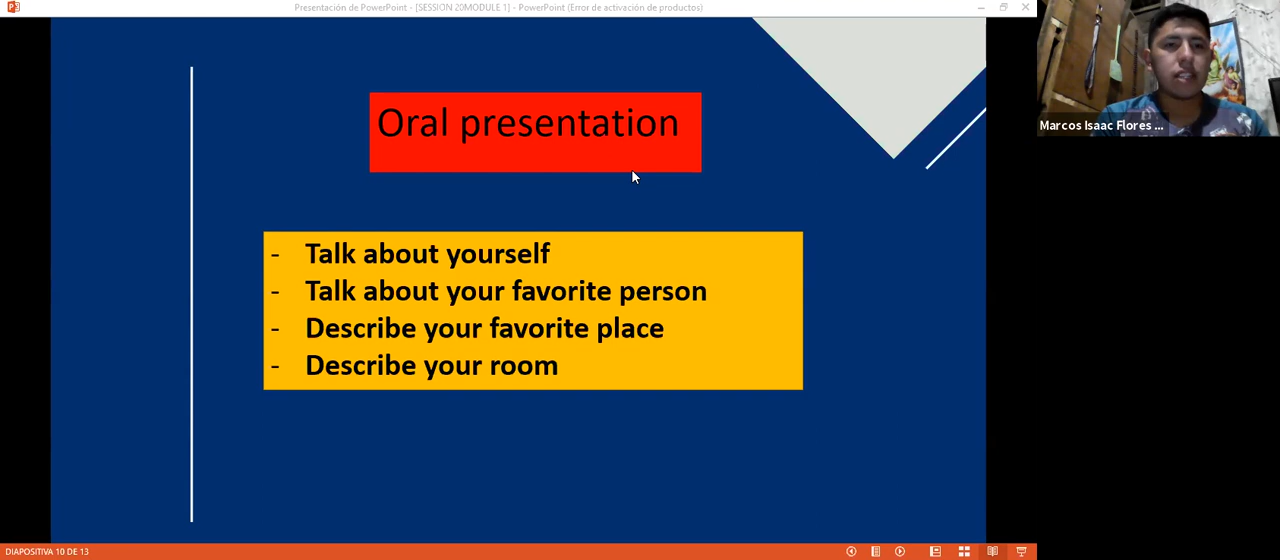 Presentación de PowerPoint - [SESSION 20MODULE 1] - PowerPoint (Error de activación de productos)
Oral presentation
- Talk about yourself
- Talk about your favorite person
- Describe your favorite place
- Describe your room
Marcos Isaac Flores ...
DIAPOSITIVA 10 DE 13